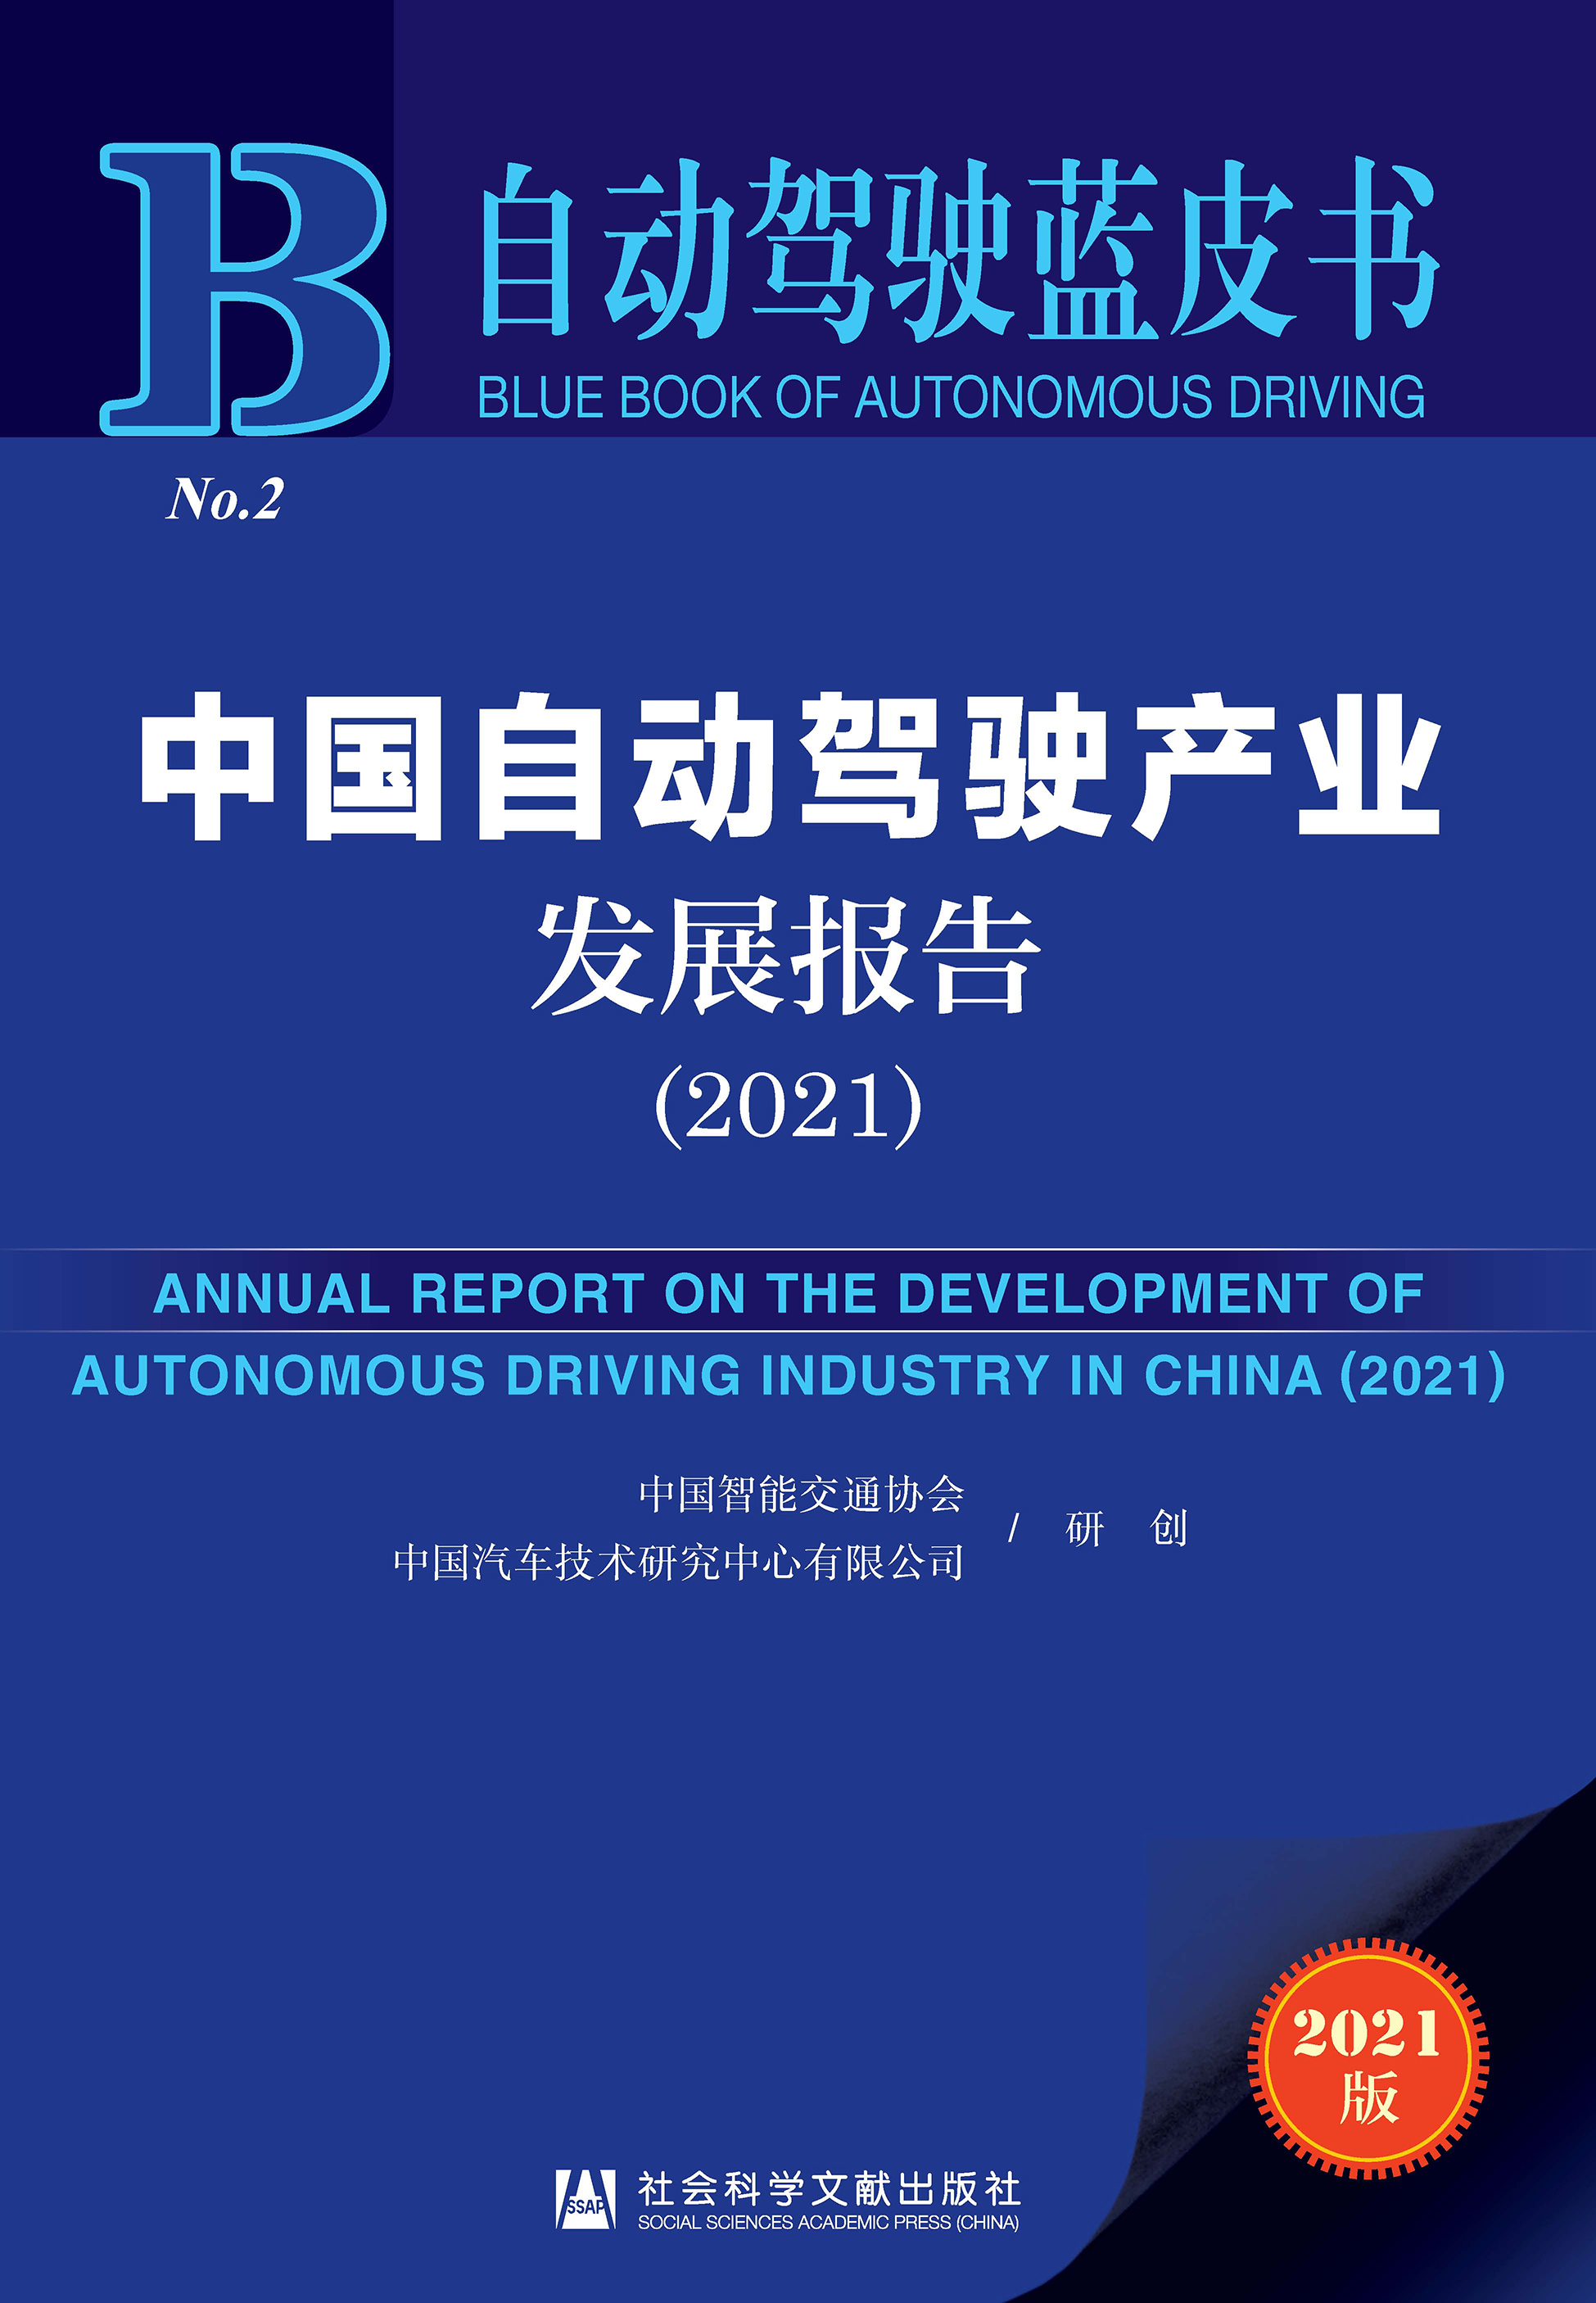 B
自动驾驶蓝皮书
BLUE BOOK OF AUTONOMOUS DRIVING
No.2
中国自动驾驶产业
发展报告
(2021)
ANNUAL REPORT ON THE DEVELOPMENT OF
AUTONOMOUS DRIVING INDUSTRY IN CHINA (2021)
中国智能交通协会
中国汽车技术研究中心有限公司
/ 研 创
2021
版
SSAP
社会科学文献出版社
SOCIAL SCIENCES ACADEMIC PRESS (CHINA)